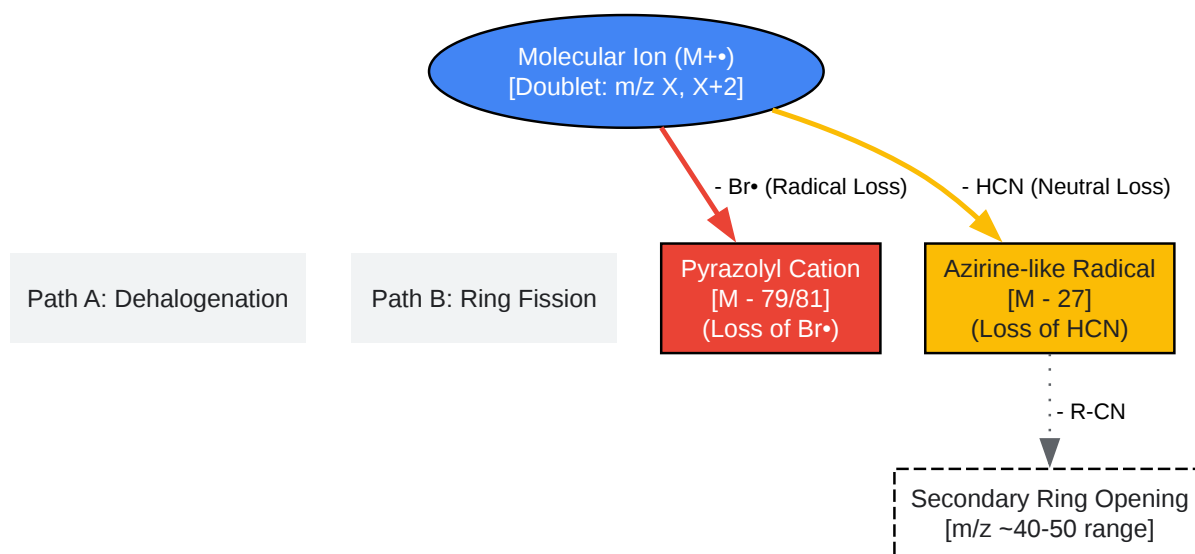 Molecular Ion (M+•)
[Doublet: m/z X, X+2]
- Br• (Radical Loss)
- HCN (Neutral Loss)
Path A: Dehalogenation
Path B: Ring Fission
Pyrazolyl Cation
[M - 79/81]
(Loss of Br•)
Azirine-like Radical
[M - 27]
(Loss of HCN)
- R-CN
Secondary Ring Opening
[m/z ~40-50 range]